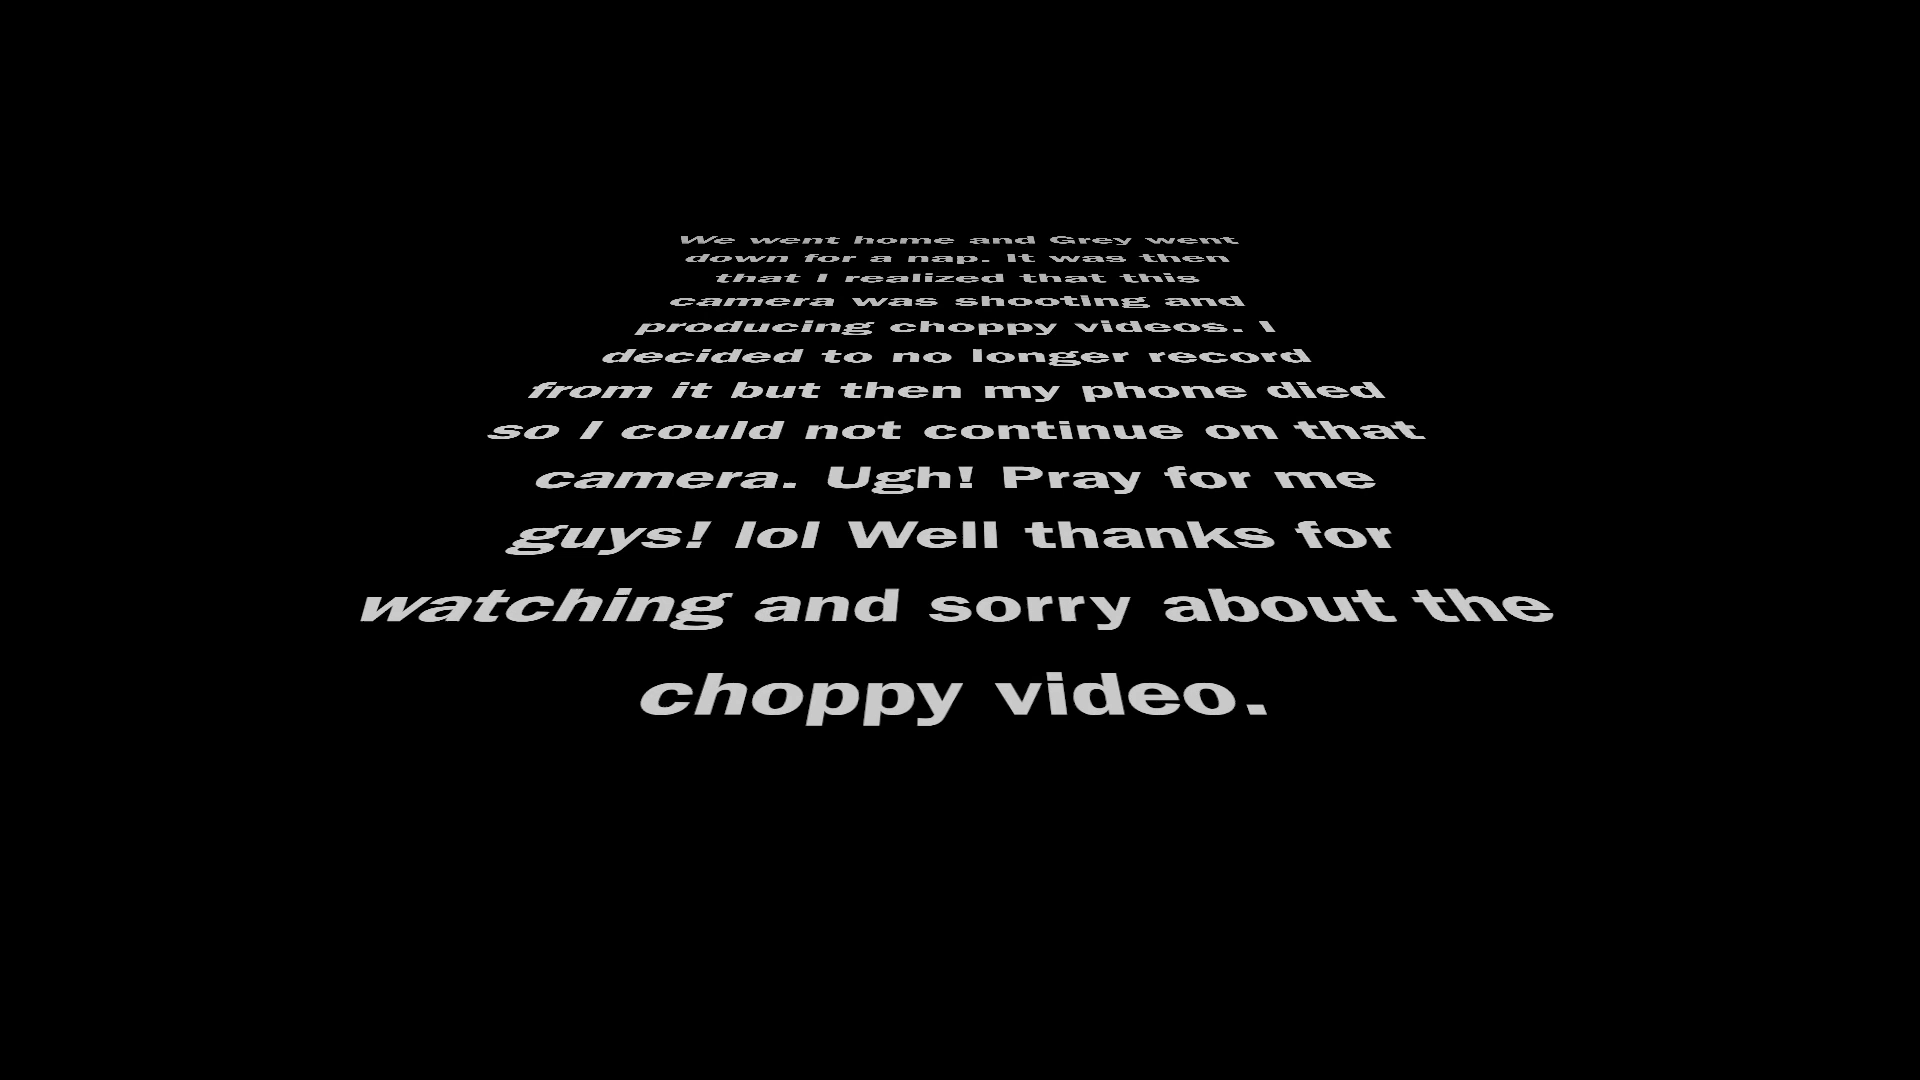 We went home and Grey went
down for a nap. It was then
that I realized that this
camera was shooting and
producing choppy videos. I
decided to no longer record
from it but then my phone died
so I could not continue on that
camera. Ugh! Pray for me
guys! lol Well thanks for
watching and sorry about the
choppy video.